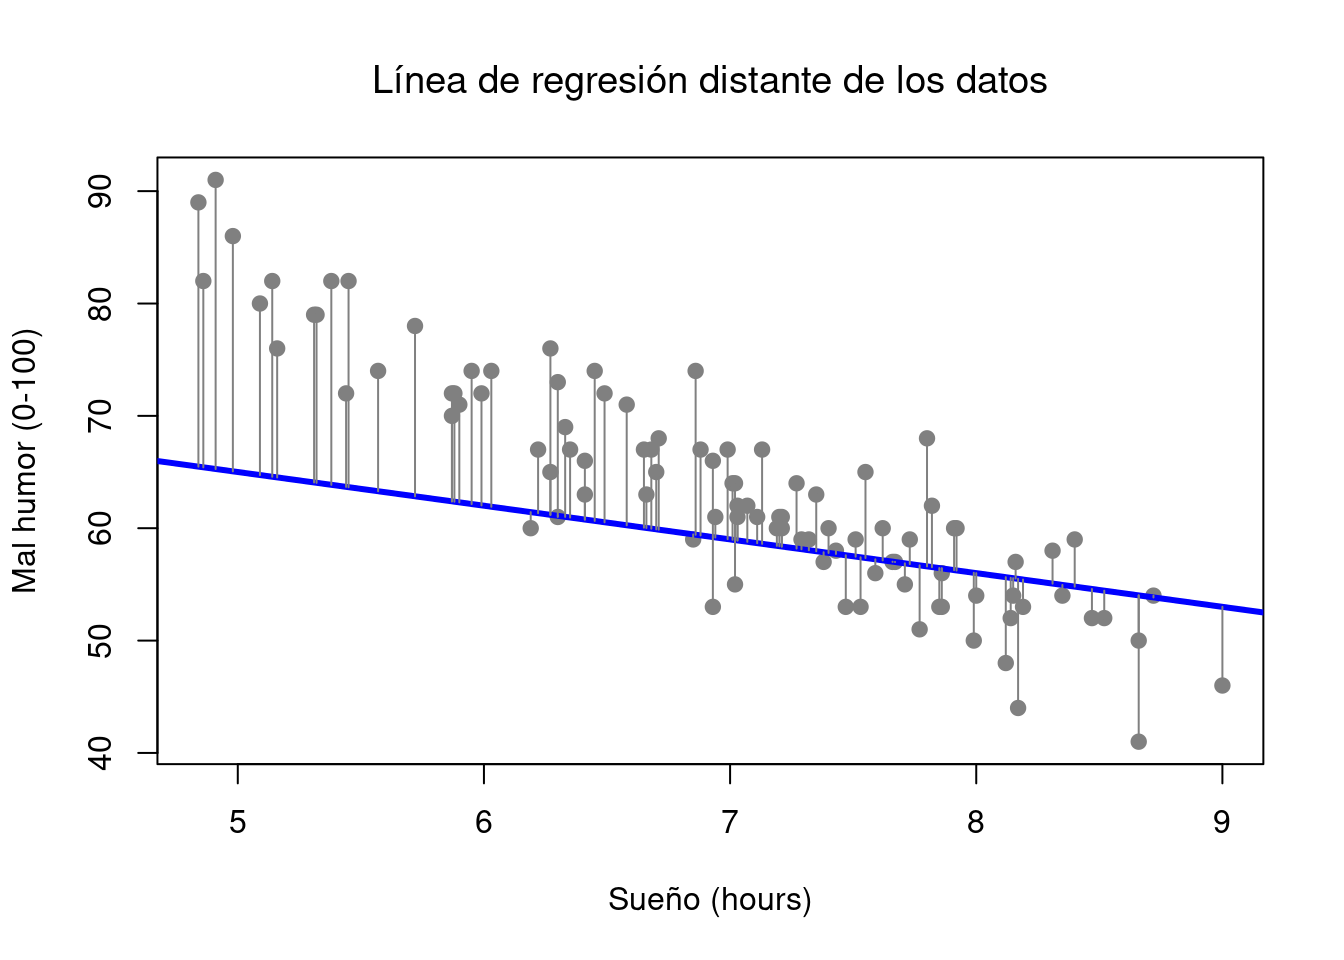 Línea de regresión distante de los datos
Mal humor (0-100)
90
80
70
60
50
40
5 6 7 8 9
Sueño (hours)